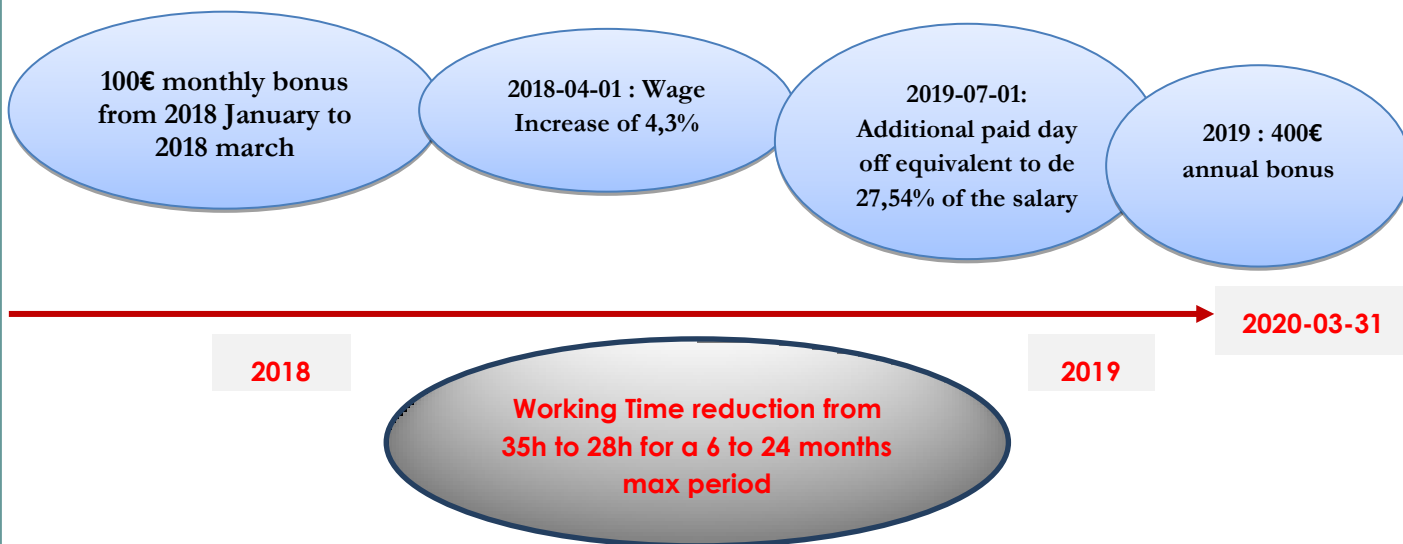 100€ monthly bonus
from 2018 January to
2018 march
2018-04-01 : Wage
Increase of 4,3%
2019-07-01:
Additional paid day
off equivalent to de
27,54% of the salary
2019 : 400€
annual bonus
2020-03-31
2018
2019
Working Time reduction from
35h to 28h for a 6 to 24 months
max period